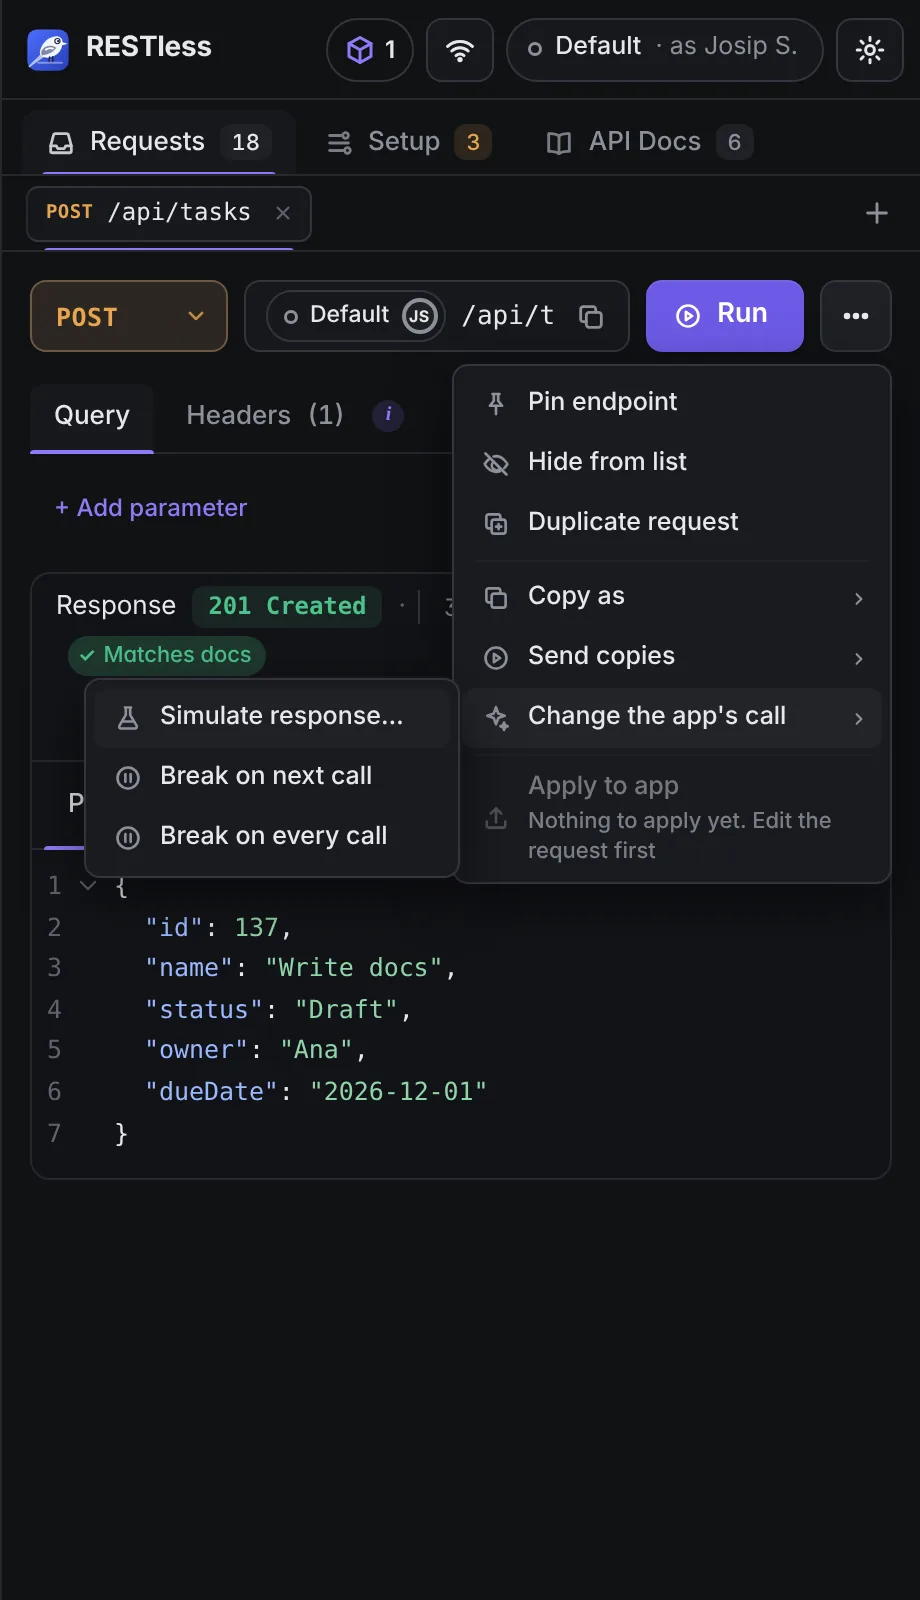 RESTless
1
Default · as Josip S.
Requests 18
Setup 3
API Docs 6
POST /api/tasks
POST
Default JS /api/t
Run
Query
Headers (1)
i
+ Add parameter
Pin endpoint
Hide from list
Duplicate request
Copy as
Send copies
Change the app's call
Apply to app
Nothing to apply yet. Edit the
request first
Response 201 Created ·
Matches docs
Simulate response...
Break on next call
Break on every call
P
1 {
2 "id": 137,
3 "name": "Write docs",
4 "status": "Draft",
5 "owner": "Ana",
6 "dueDate": "2026-12-01"
7 }